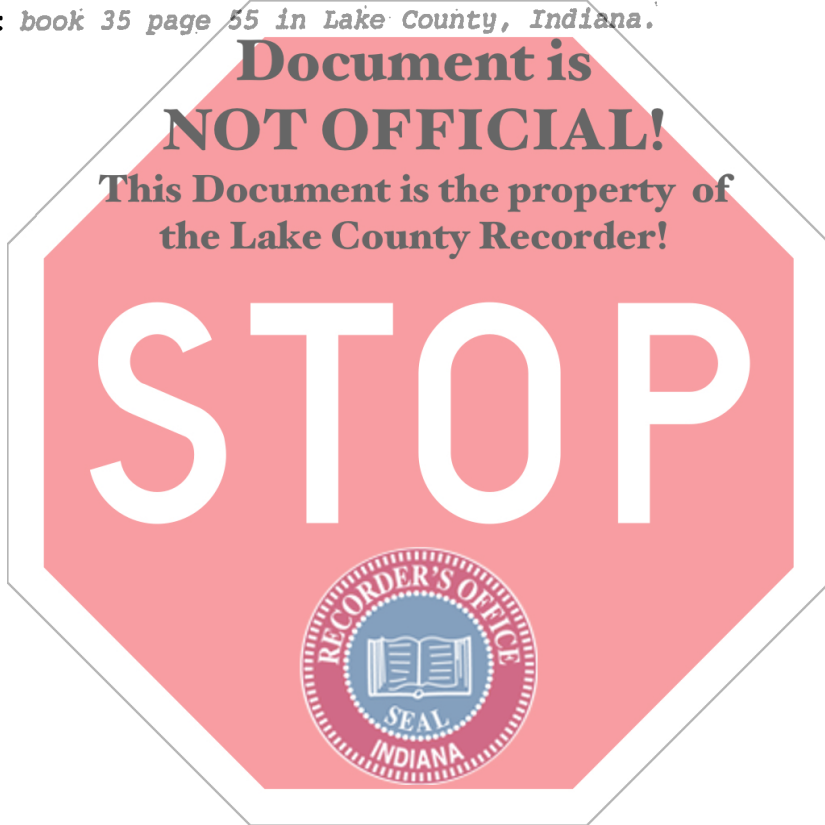 : book 35 page 55 in Lake County, Indiana.
Document is
NOT OFFICIAL!
This Document is the property of
the Lake County Recorder!
STOP
RECORDER'S OFFICE
SEAL
INDIANA